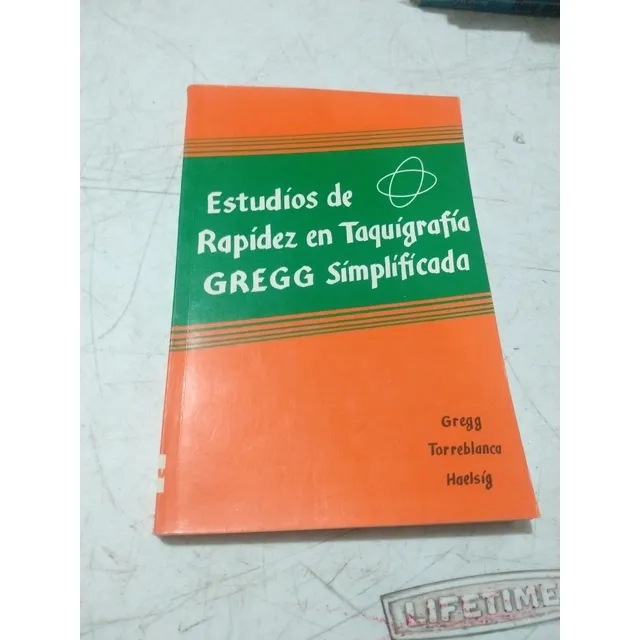 Estudios de
Rapidez en Taquigrafía
GREGG Simplificada
Gregg
Torreblanca
Haelsig
LIFETIME